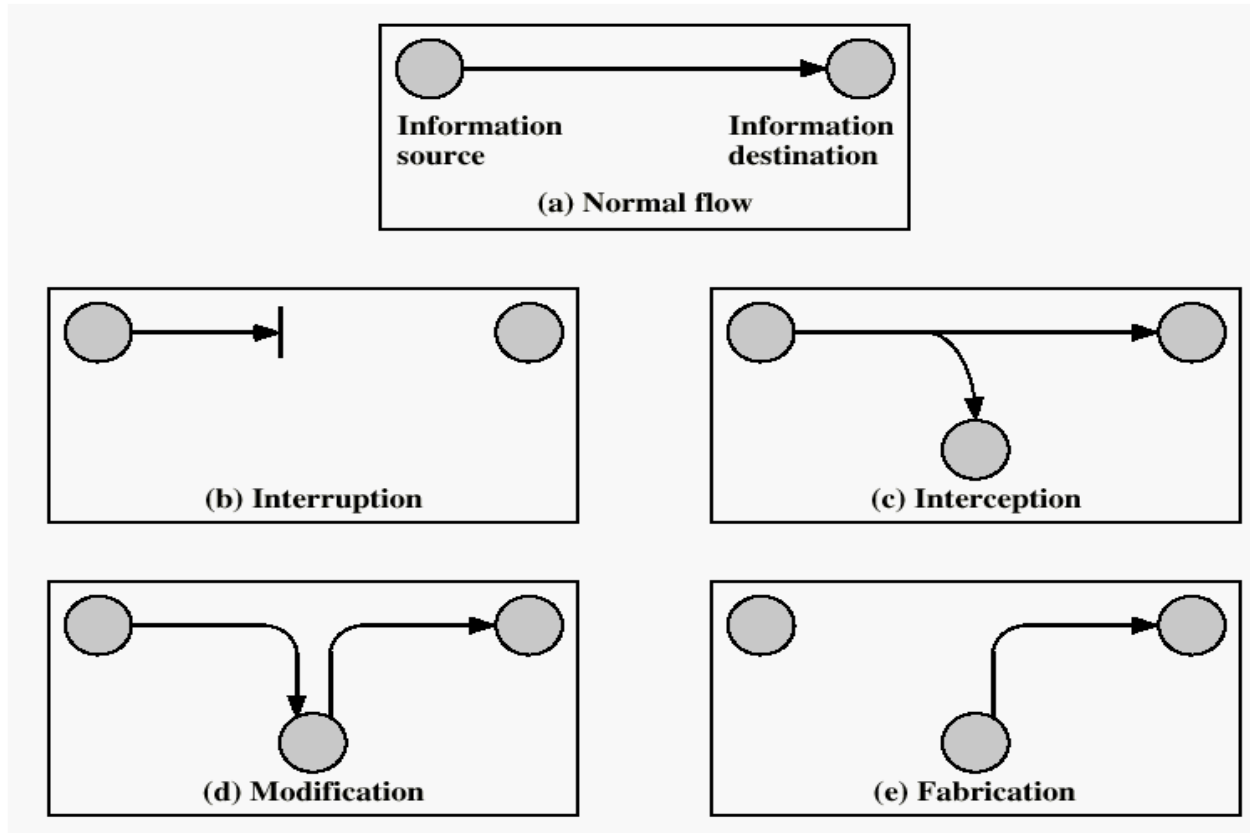 Information
source
Information
destination
(a) Normal flow
(b) Interruption
(c) Interception
(d) Modification
(e) Fabrication